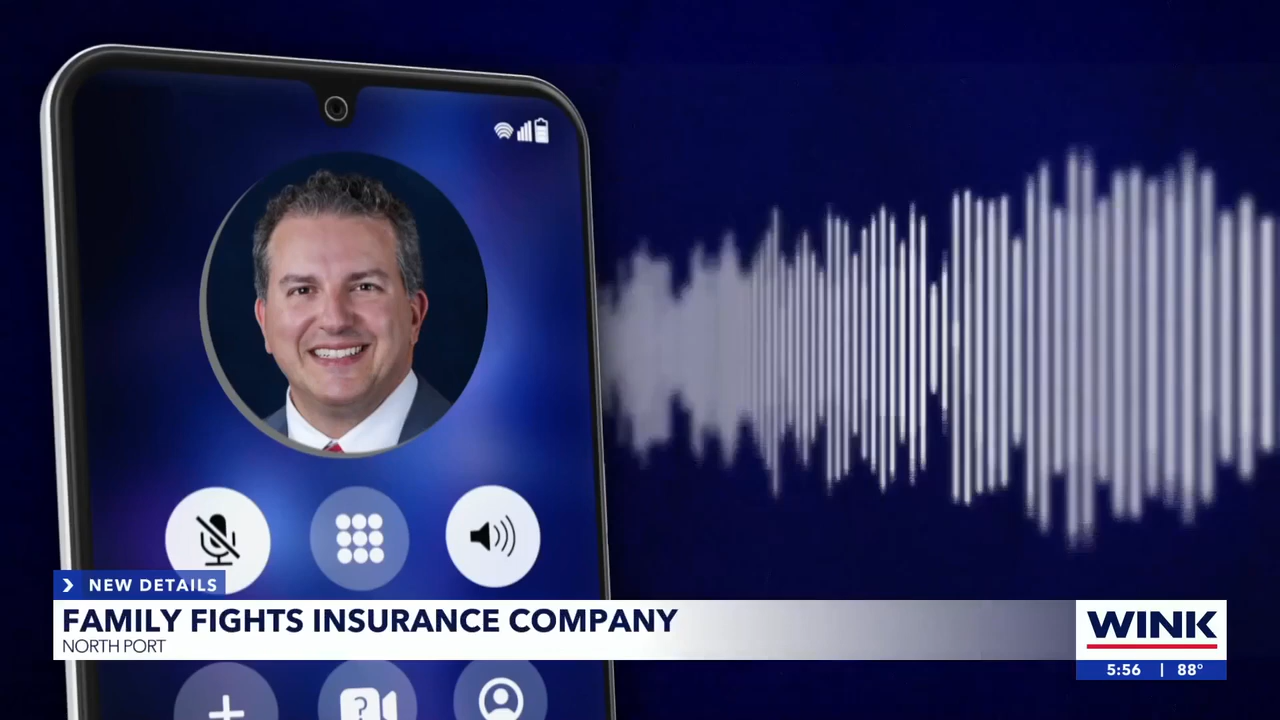 NEW DETAILS
FAMILY FIGHTS INSURANCE COMPANY
NORTH PORT
WINK
5:56 | 88°
?